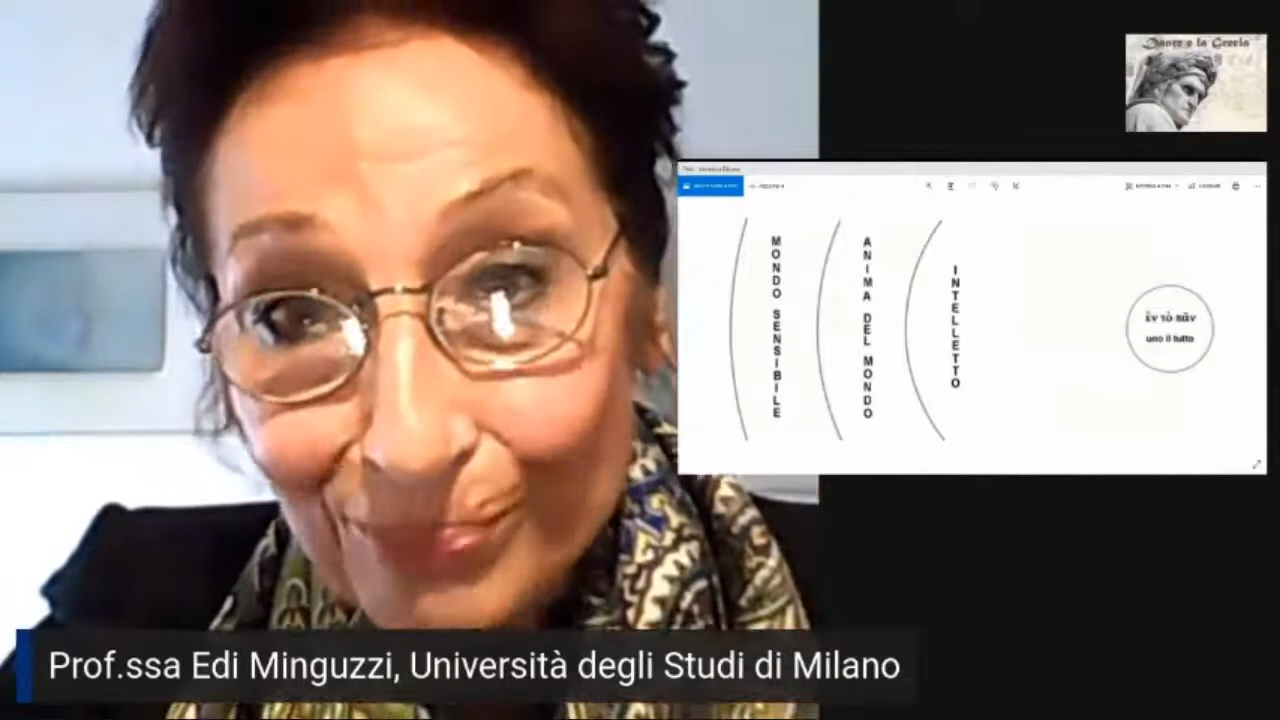 Dante e la Grecia
MONDO SENSIBILE
ANIMA DEL MONDO
INTELLETTO
ἓν τὸ πᾶν
uno il tutto
Prof.ssa Edi Minguzzi, Università degli Studi di Milano